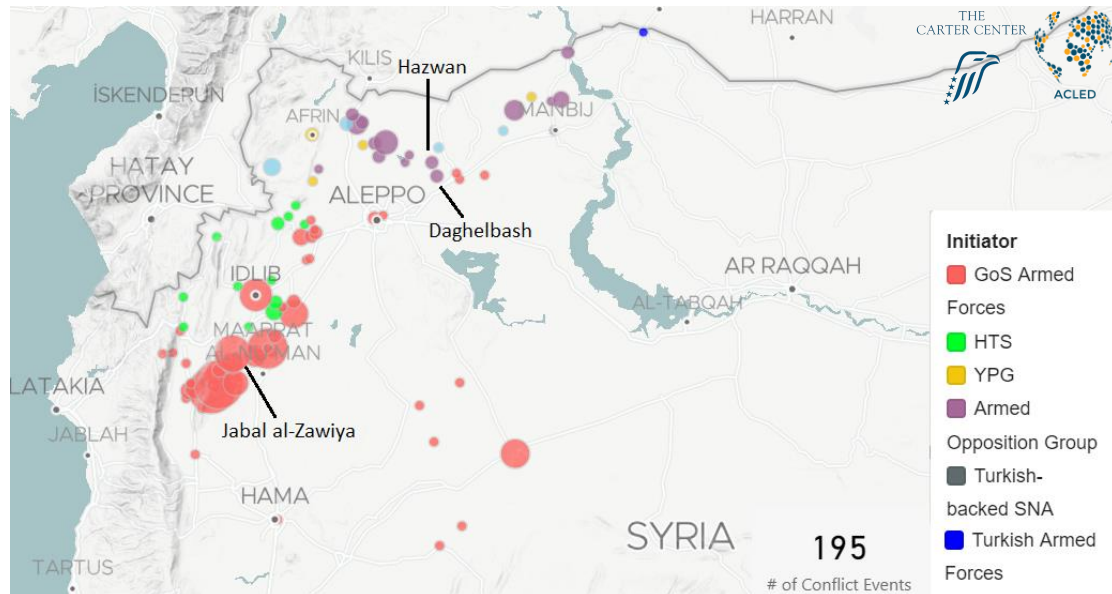 THE
CARTER CENTER
ACLED
HARRAN
KILIS
Hazwan
İSKENDERUN
AFRIN
MANBIJ
HATAY
PROVINCE
ALEPPO
Daghelbash
IDLIB
AR RAQQAH
AL-TABQAH
MAARRAT
AL-NUMAN
LATAKIA
Jabal al-Zawiya
JABLAH
HAMA
SYRIA
TARTUS
195
# of Conflict Events
Initiator
GoS Armed
Forces
HTS
YPG
Armed
Opposition Group
Turkish-
backed SNA
Turkish Armed
Forces